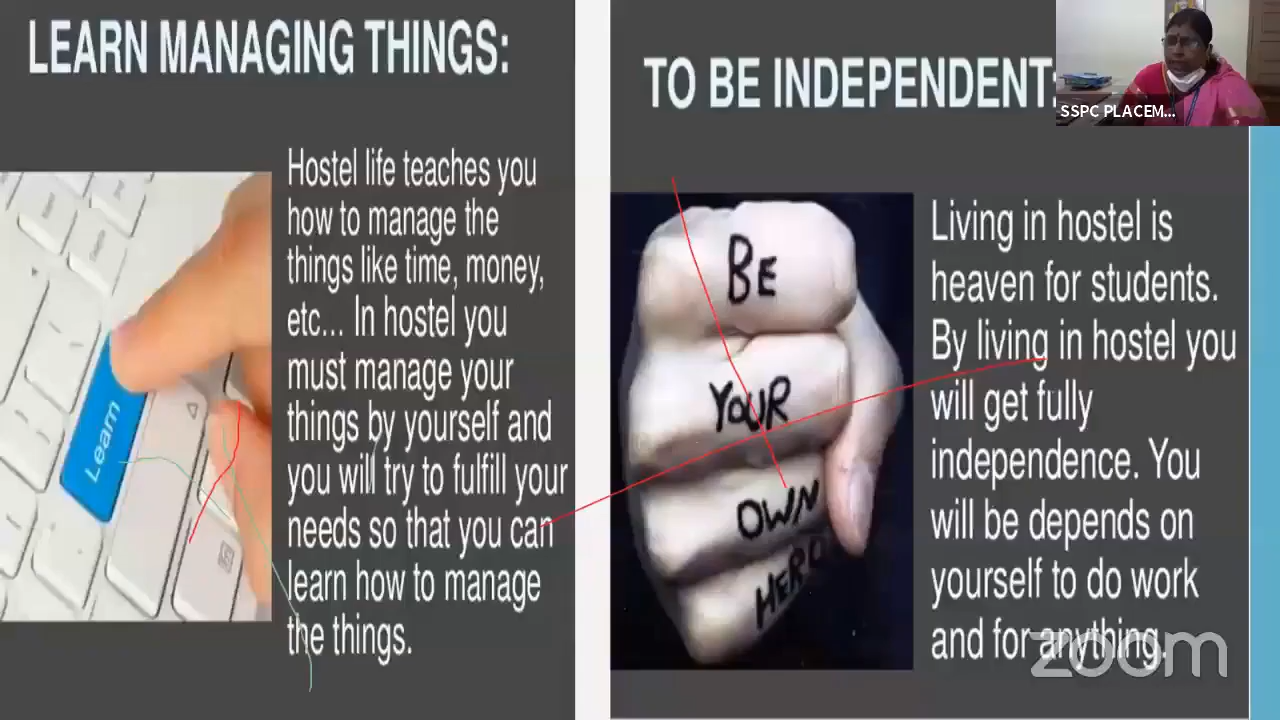 LEARN MANAGING THINGS:
Learn
Hostel life teaches you
how to manage the
things like time, money,
etc... In hostel you
must manage your
things by yourself and
you will try to fulfill your
needs so that you can
learn how to manage
the things.
TO BE INDEPENDENT:
BE
YOUR
OWN
HERO
Living in hostel is
heaven for students.
By living in hostel you
will get fully
independence. You
will be depends on
yourself to do work
and for anything.
SSPC PLACEM...
zoom